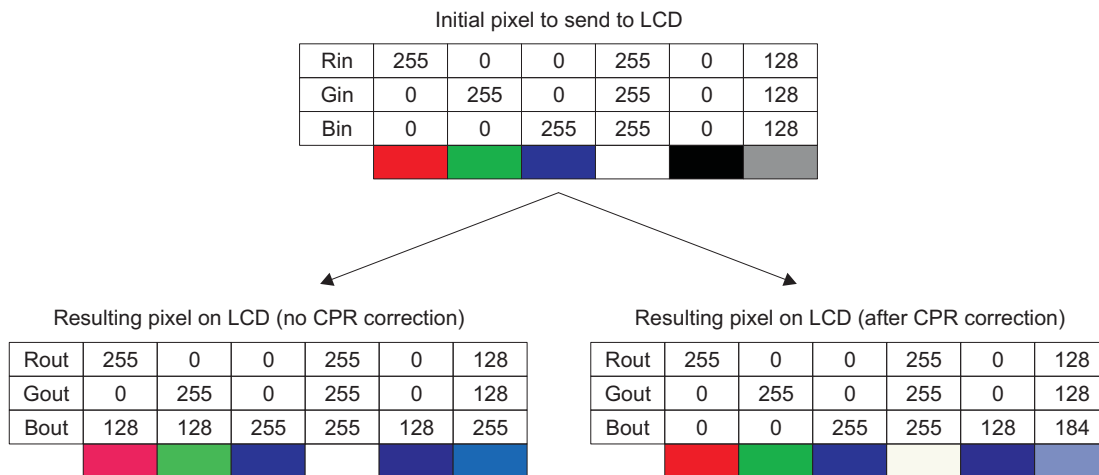 Initial pixel to send to LCD
Rin 255 0 0 255 0 128
Gin 0 255 0 255 0 128
Bin 0 0 255 255 0 128
Resulting pixel on LCD (no CPR correction)
Rout 255 0 0 255 0 128
Gout 0 255 0 255 0 128
Bout 128 128 255 255 128 255
Resulting pixel on LCD (after CPR correction)
Rout 255 0 0 255 0 128
Gout 0 255 0 255 0 128
Bout 0 0 255 255 128 184